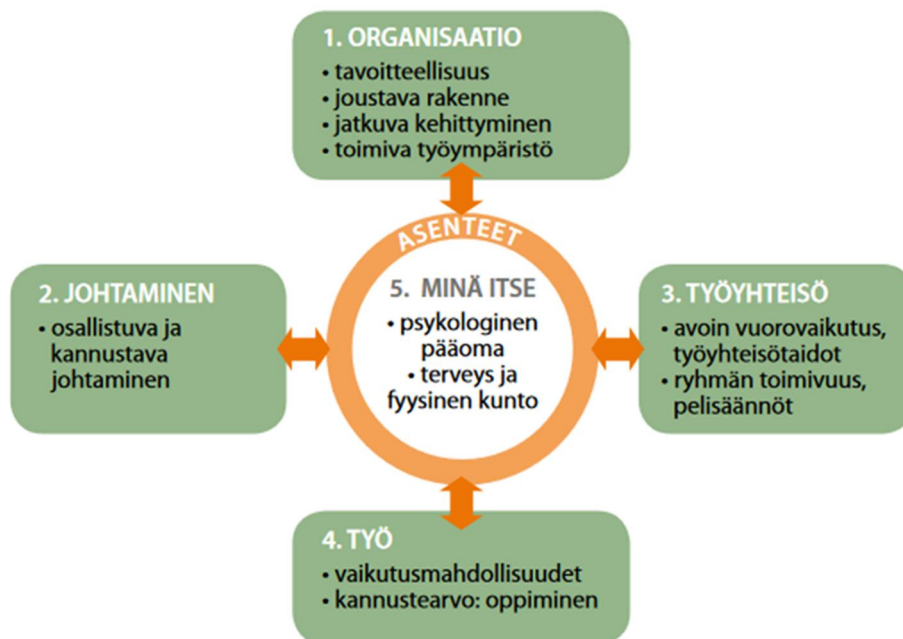 1. ORGANISAATIO
• tavoitteellisuus
• joustava rakenne
• jatkuva kehittyminen
• toimiva työympäristö
ASENTEET
2. JOHTAMINEN
• osallistuva ja
kannustava
johtaminen
5. MINÄ ITSE
• psykologinen
pääoma
• terveys ja
fyysinen kunto
3. TYÖYHTEISÖ
• avoin vuorovaikutus,
työyhteisötaidot
• ryhmän toimivuus,
pelisäännöt
4. TYÖ
• vaikutusmahdollisuudet
• kannustearvo: oppiminen